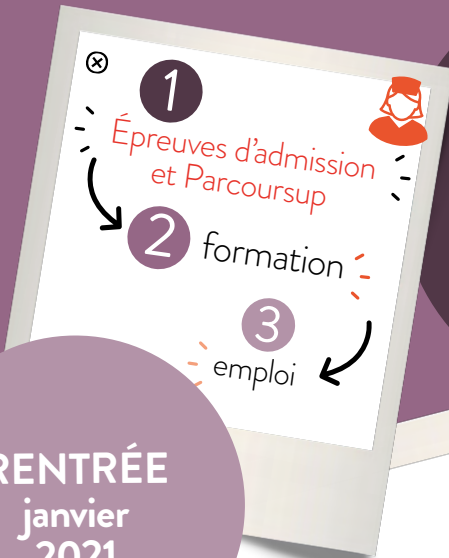 1
Épreuves d'admission
et Parcoursup
2 formation
3
emploi
RENTRÉE
janvier
2021